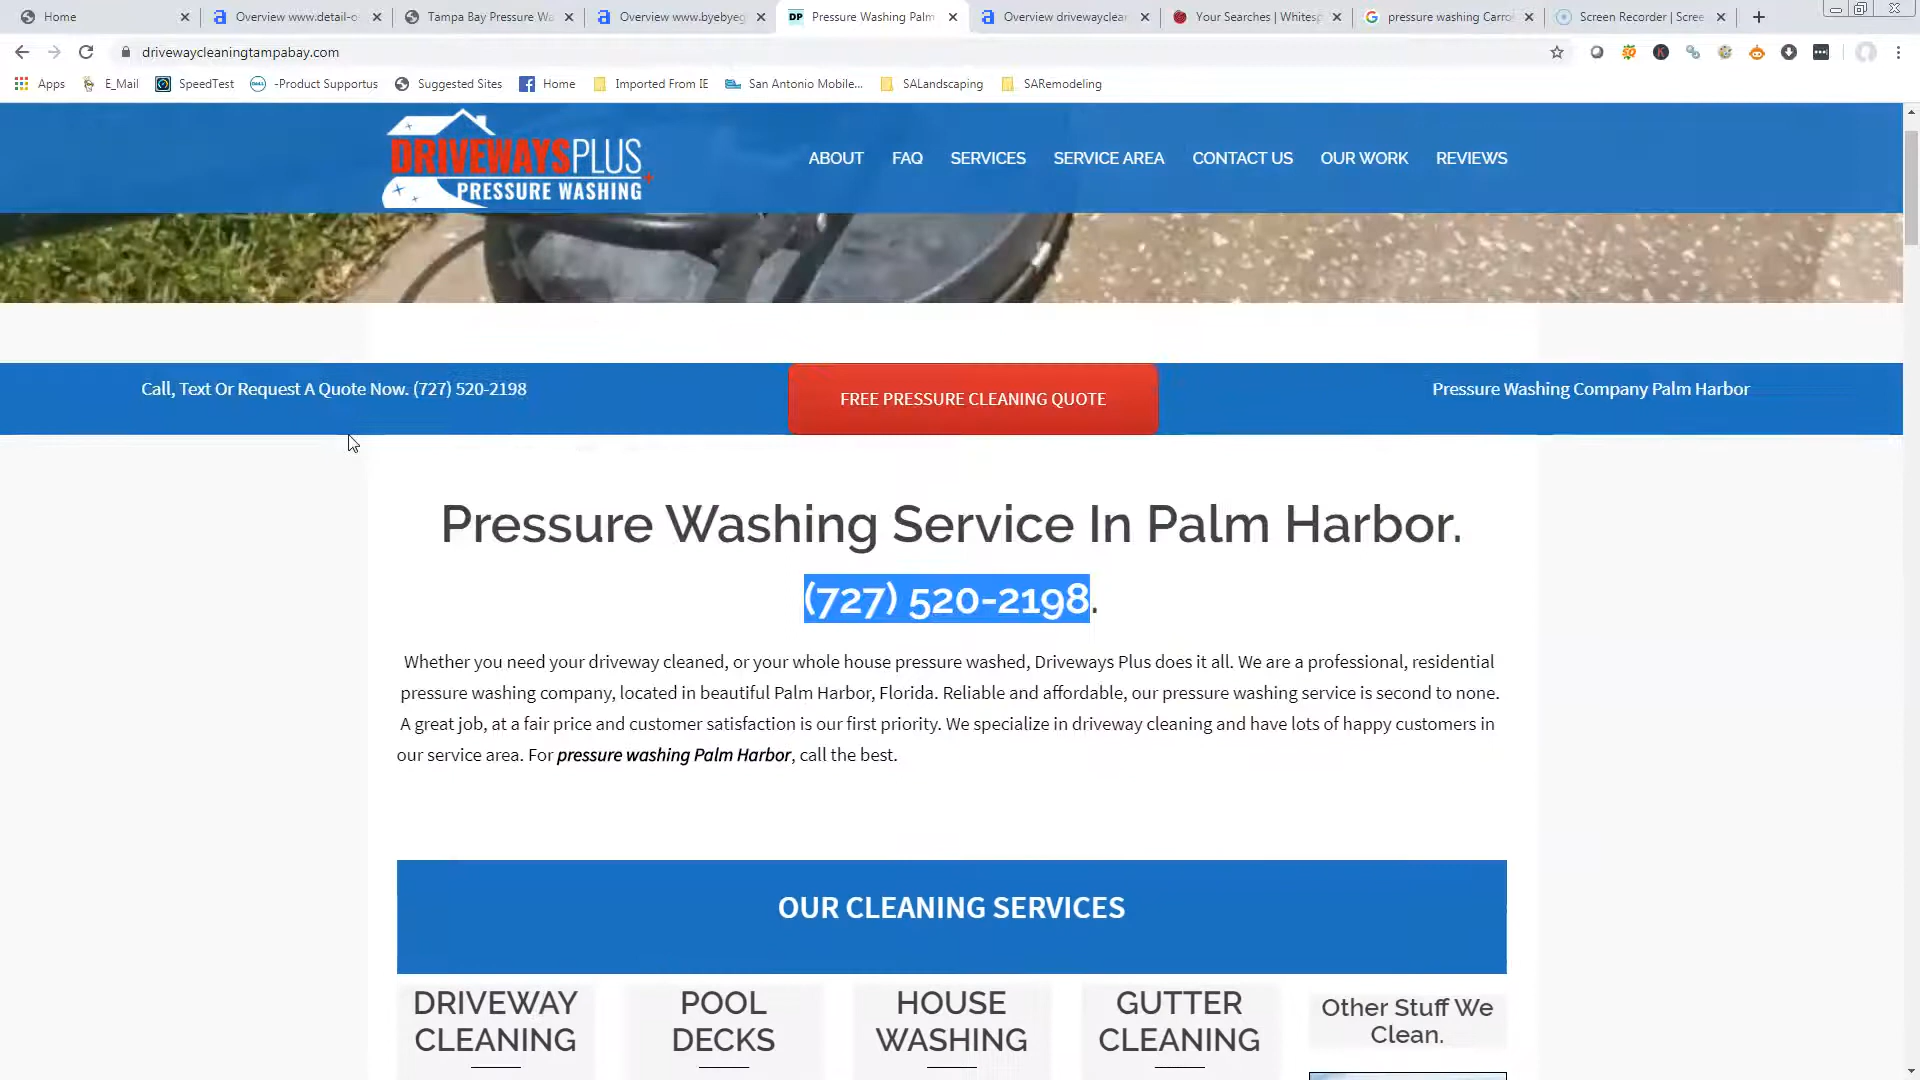 Home
Overview www.detail-o
Tampa Bay Pressure Wa
Overview www.byebyeg
DP Pressure Washing Palm
Overview drivewayclear
Your Searches | Whitesp
pressure washing Carro
Screen Recorder | Scree
drivewaycleaningtampabay.com
Apps E_Mail SpeedTest -Product Supportus Suggested Sites Home Imported From IE San Antonio Mobile... SALandscaping SARemodeling
DRIVEWAYSPLUS
PRESSURE WASHING
ABOUT FAQ SERVICES SERVICE AREA CONTACT US OUR WORK REVIEWS
Call, Text Or Request A Quote Now. (727) 520-2198
FREE PRESSURE CLEANING QUOTE
Pressure Washing Company Palm Harbor
Pressure Washing Service In Palm Harbor.
(727) 520-2198.
Whether you need your driveway cleaned, or your whole house pressure washed, Driveways Plus does it all. We are a professional, residential
pressure washing company, located in beautiful Palm Harbor, Florida. Reliable and affordable, our pressure washing service is second to none.
A great job, at a fair price and customer satisfaction is our first priority. We specialize in driveway cleaning and have lots of happy customers in
our service area. For pressure washing Palm Harbor, call the best.
OUR CLEANING SERVICES
DRIVEWAY
CLEANING
POOL
DECKS
HOUSE
WASHING
GUTTER
CLEANING
Other Stuff We
Clean.